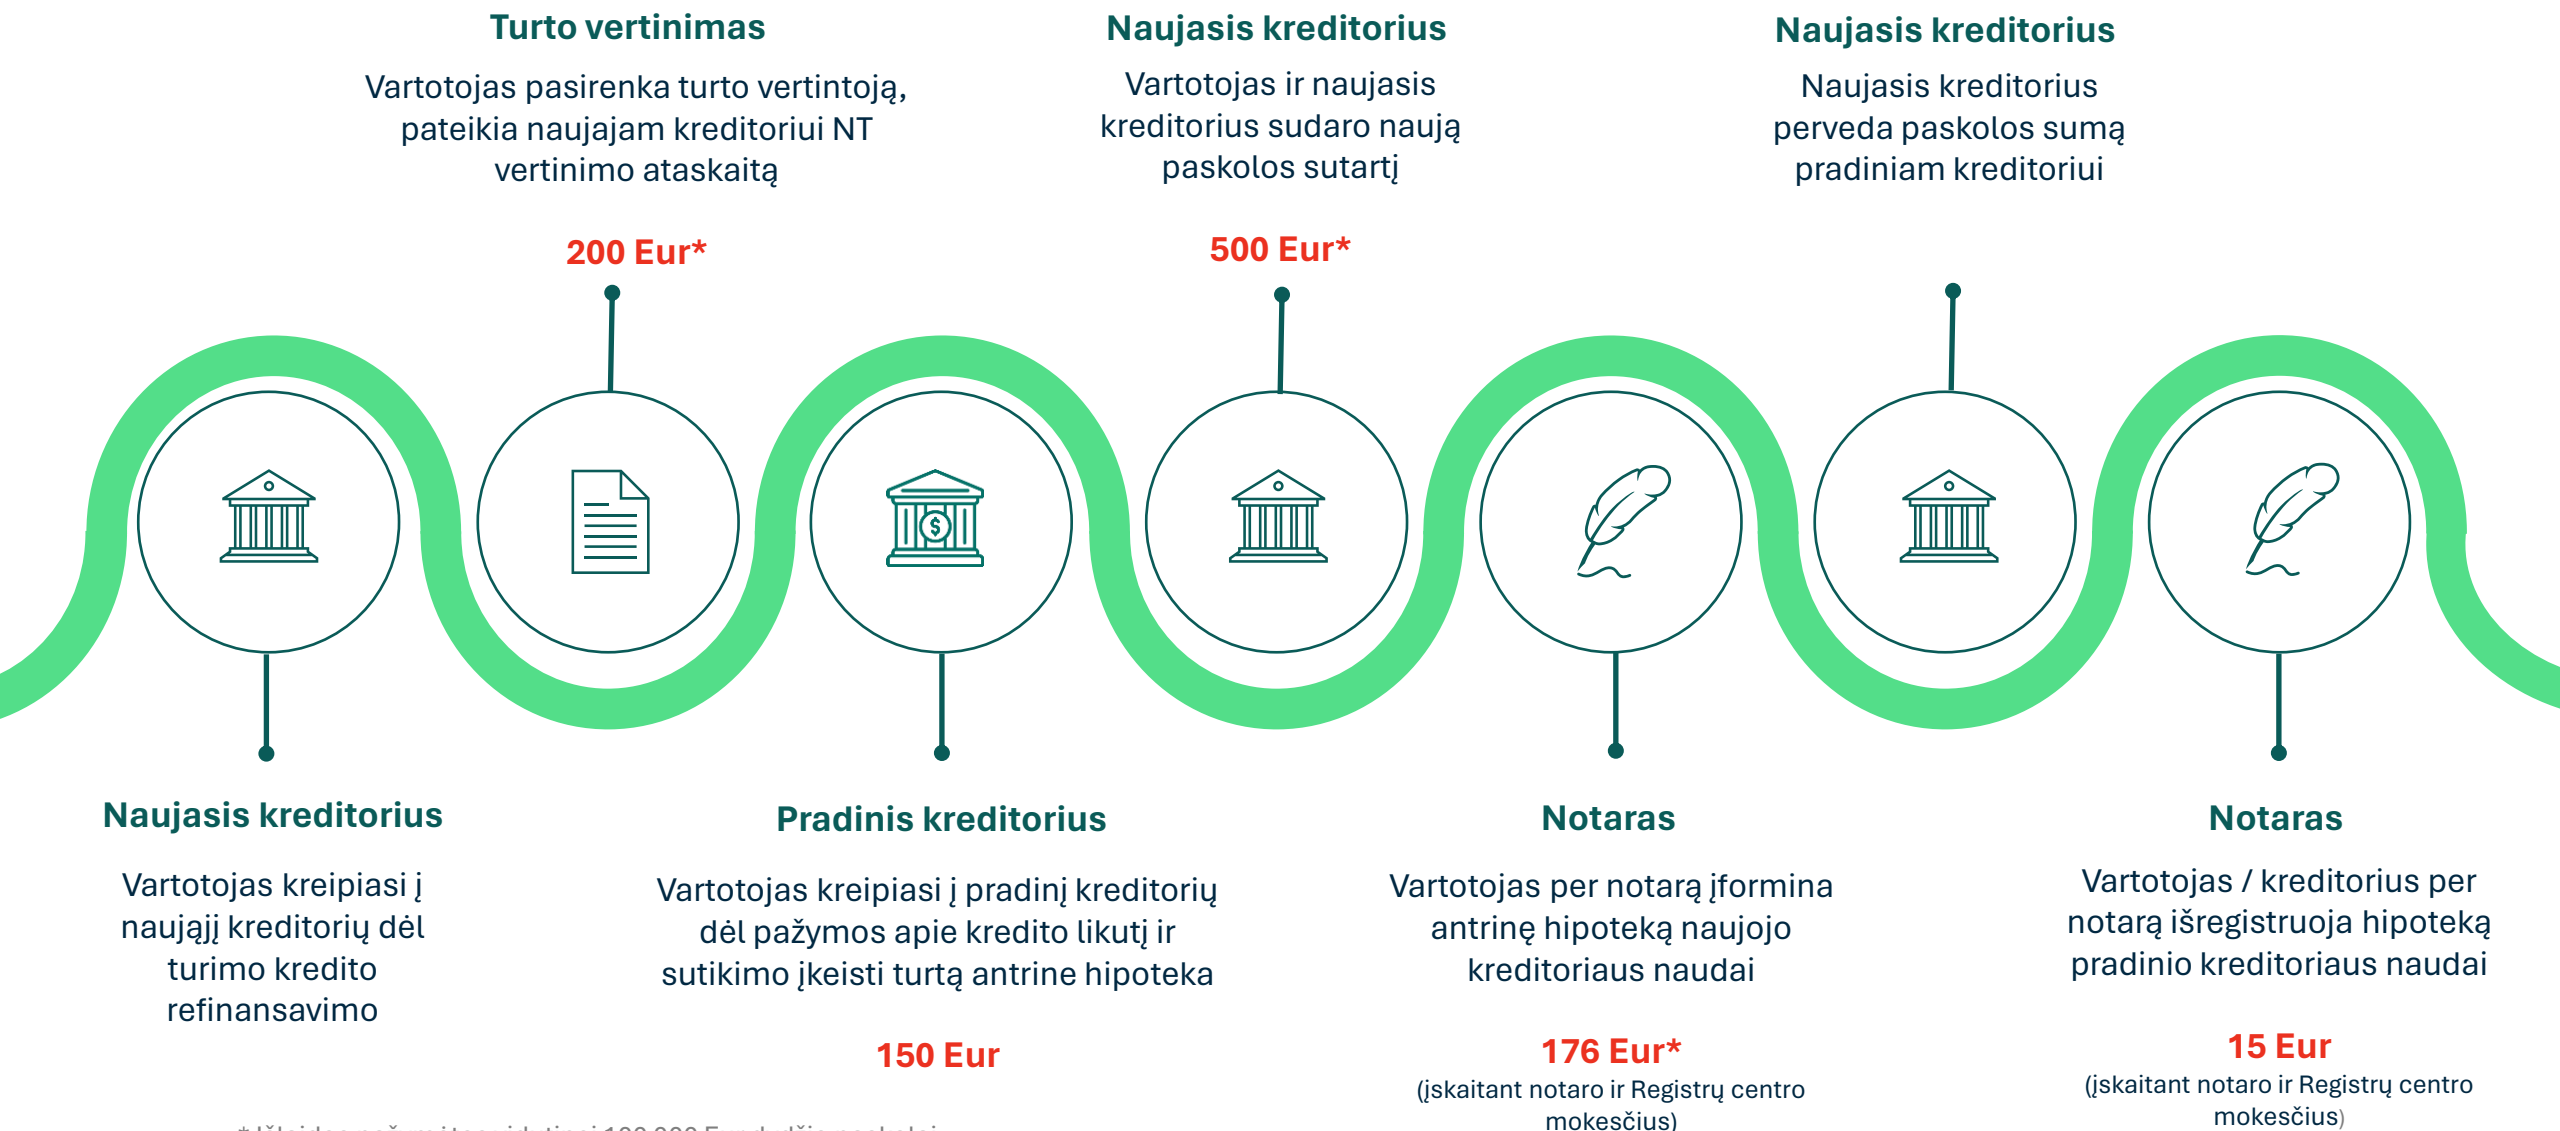 Turto vertinimas
Vartotojas pasirenka turto vertintoją,
pateikia naujajam kreditoriui NT
vertinimo ataskaitą
200 Eur*
Naujasis kreditorius
Vartotojas ir naujasis
kreditorius sudaro naują
paskolos sutartį
500 Eur*
Naujasis kreditorius
Naujasis kreditorius
perveda paskolos sumą
pradiniam kreditoriui
$
Naujasis kreditorius
Vartotojas kreipiasi į
naująjį kreditorių dėl
turimo kredito
refinansavimo
Pradinis kreditorius
Vartotojas kreipiasi į pradinį kreditorių
dėl pažymos apie kredito likutį ir
sutikimo įkeisti turtą antrine hipoteka
150 Eur
Notaras
Vartotojas per notarą įformina
antrinę hipoteką naujojo
kreditoriaus naudai
176 Eur*
(įskaitant notaro ir Registrų centro
mokesčius)
Notaras
Vartotojas / kreditorius per
notarą išregistruoja hipoteką
pradinio kreditoriaus naudai
15 Eur
(įskaitant notaro ir Registrų centro
mokesčius)